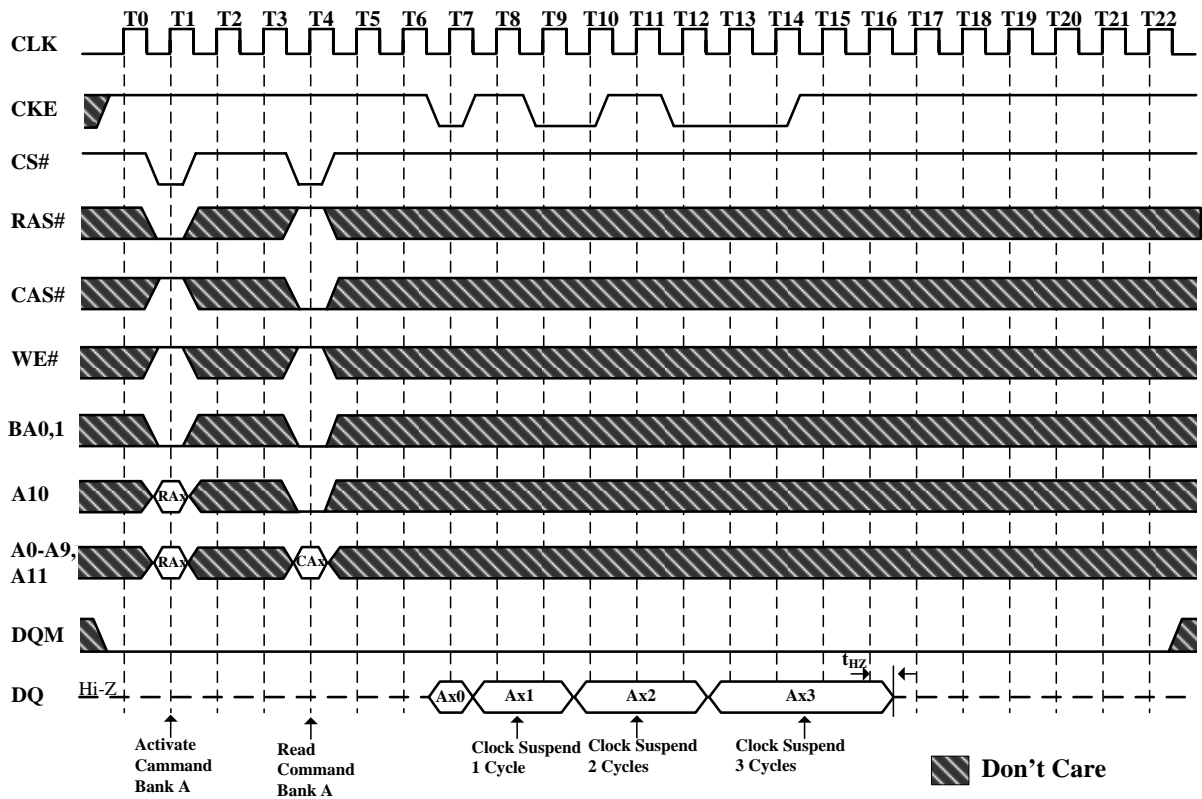 T0 T1 T2 T3 T4 T5 T6 T7 T8 T9 T10 T11 T12 T13 T14 T15 T16 T17 T18 T19 T20 T21 T22
CLK
CKE
CS#
RAS#
CAS#
WE#
BA0,1
A10 RAx
A0-A9,
A11 RAx CAx
DQM
tHZ
DQ Hi-Z Ax0 Ax1 Ax2 Ax3
Activate
Cammand
Bank A
Read
Command
Bank A
Clock Suspend
1 Cycle
Clock Suspend
2 Cycles
Clock Suspend
3 Cycles
Don't Care